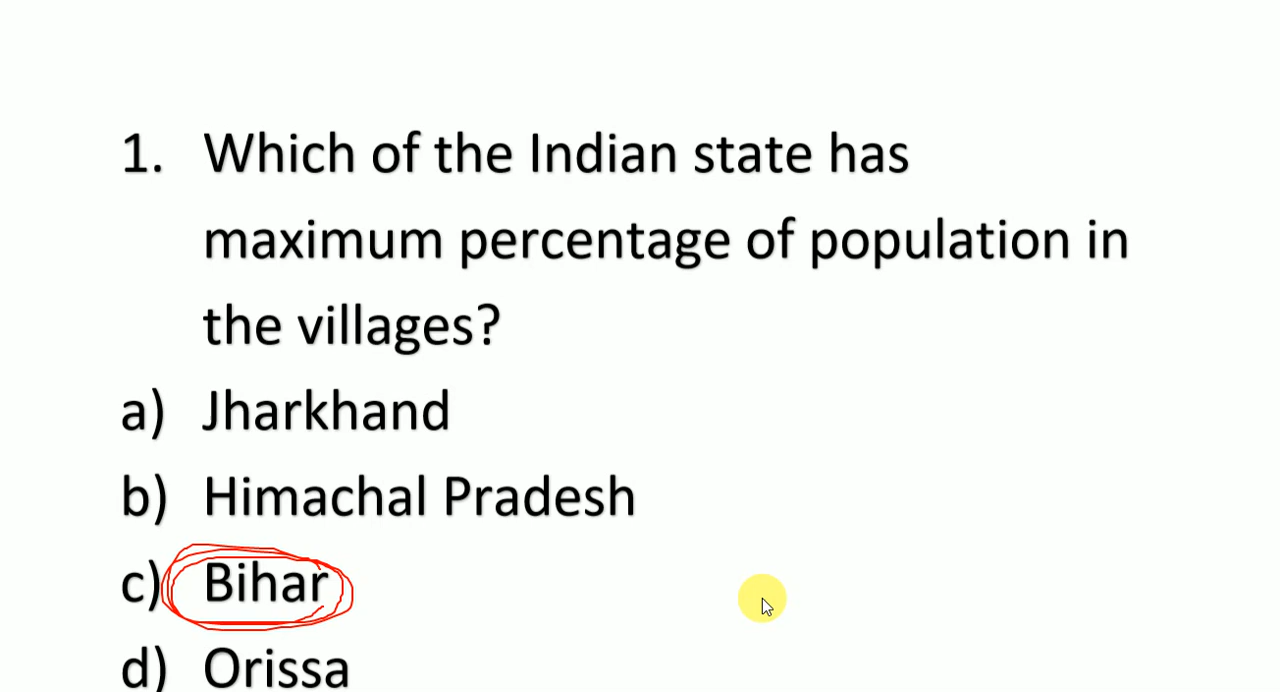 1. Which of the Indian state has
maximum percentage of population in
the villages?
a) Jharkhand
b) Himachal Pradesh
c) Bihar
d) Orissa